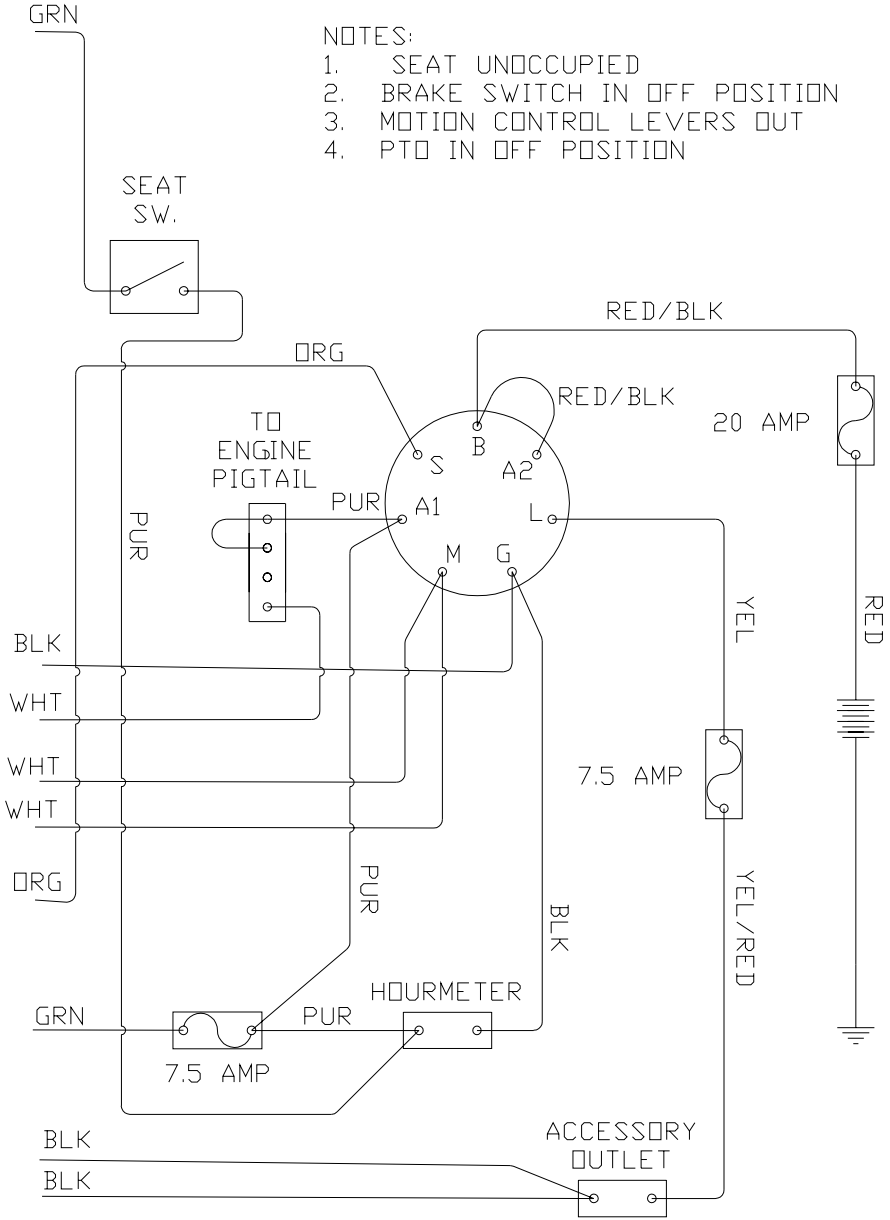 GRN
NOTES:
1. SEAT UNOCCUPIED
2. BRAKE SWITCH IN OFF POSITION
3. MOTION CONTROL LEVERS OUT
4. PTO IN OFF POSITION
SEAT
SW.
RED/BLK
ORG
RED/BLK
20 AMP
TO
ENGINE
PIGTAIL
B
S
A2
PUR
A1
L
M
G
PUR
YEL
RED
BLK
WHT
WHT
7.5 AMP
WHT
ORG
PUR
YEL/RED
BLK
HOURMETER
GRN
PUR
7.5 AMP
BLK
ACCESSORY
OUTLET
BLK